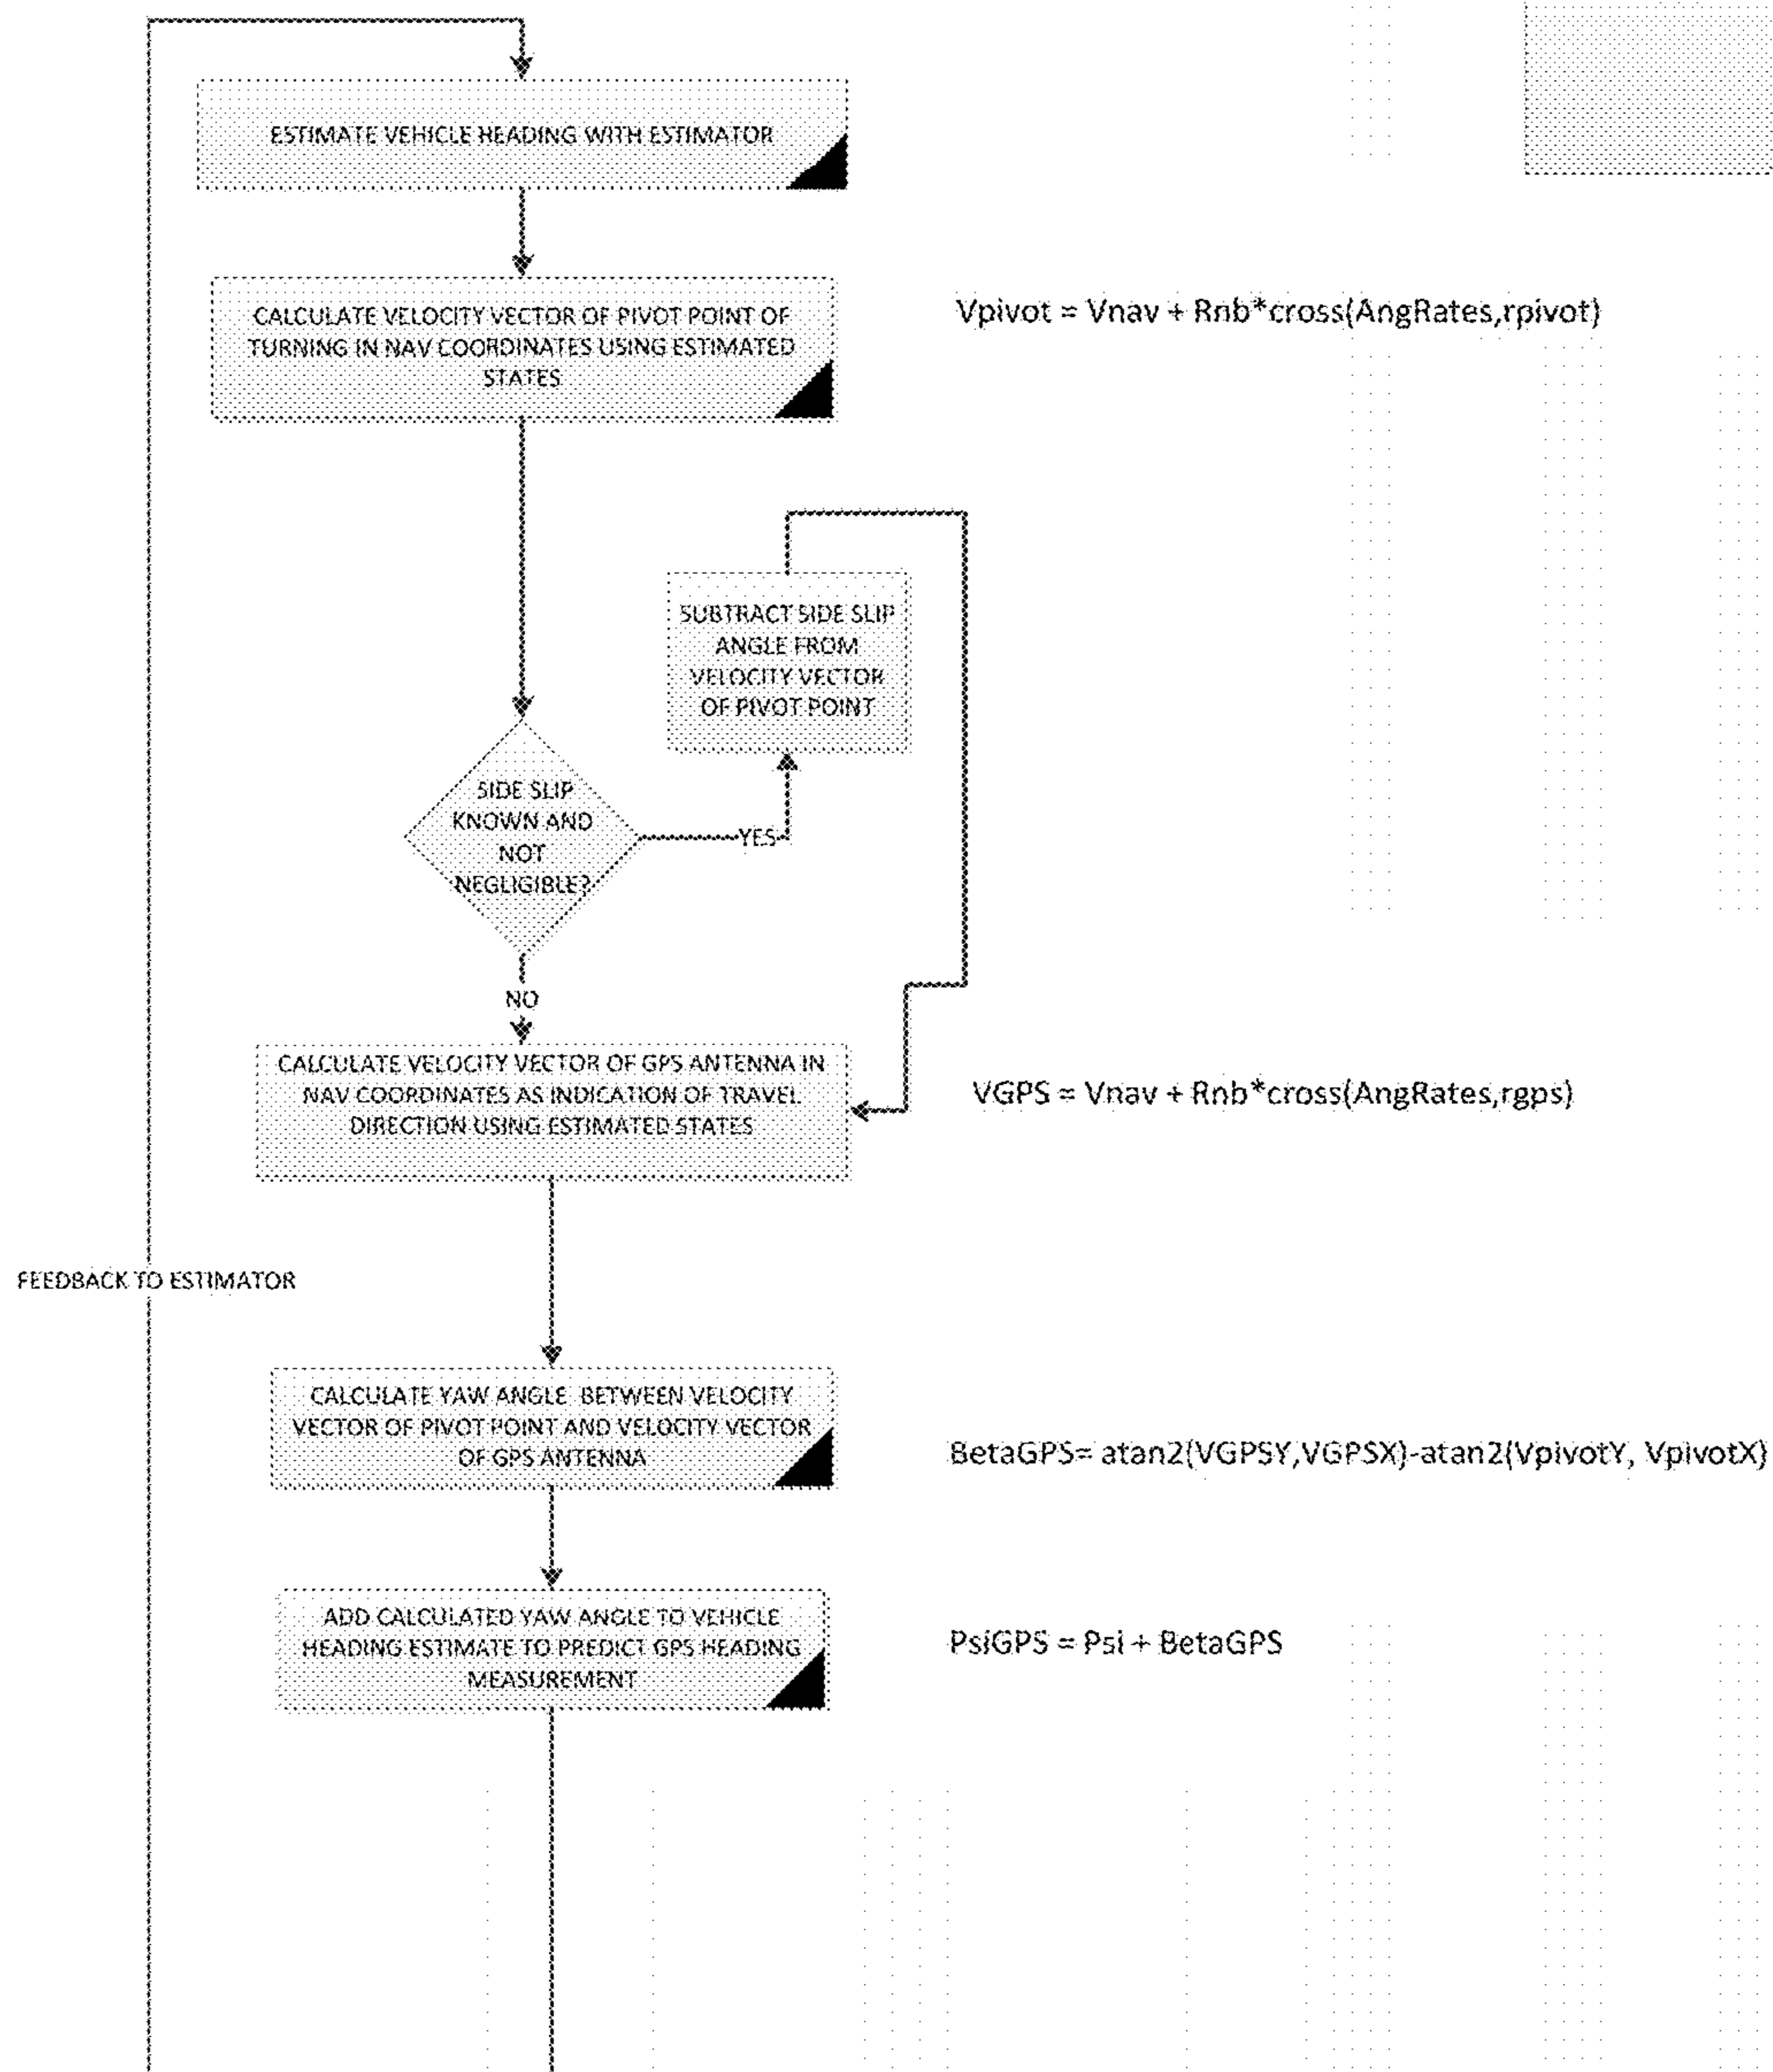 ESTIMATE VEHICLE HEADING WITH ESTIMATOR
CALCULATE VELOCITY VECTOR OF PIVOT POINT OF
TURNING IN NAV COORDINATES USING ESTIMATED
STATES
Vpivot = Vnav + Rnb*cross(AngRates,rpivot)
SUBTRACT SIDE SLIP
ANGLE FROM
VELOCITY VECTOR
OF PIVOT POINT
SIDE SLIP
KNOWN AND
NOT
NEGLIGIBLE?
YES
NO
CALCULATE VELOCITY VECTOR OF GPS ANTENNA IN
NAV COORDINATES AS INDICATION OF TRAVEL
DIRECTION USING ESTIMATED STATES
VGPS = Vnav + Rnb*cross(AngRates,rgps)
FEEDBACK TO ESTIMATOR
CALCULATE YAW ANGLE BETWEEN VELOCITY
VECTOR OF PIVOT POINT AND VELOCITY VECTOR
OF GPS ANTENNA
BetaGPS= atan2(VGPSY,VGPSX)-atan2(VpivotY, VpivotX)
ADD CALCULATED YAW ANGLE TO VEHICLE
HEADING ESTIMATE TO PREDICT GPS HEADING
MEASUREMENT
PsiGPS = Psi + BetaGPS